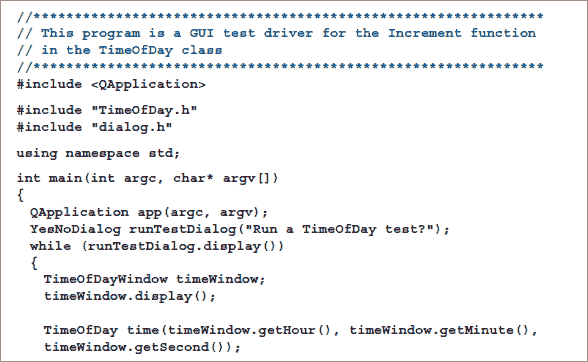 //*************************************************************
// This program is a GUI test driver for the Increment function
// in the TimeOfDay class
//*************************************************************
#include <QApplication>
#include "TimeOfDay.h"
#include "dialog.h"
using namespace std;
int main(int argc, char* argv[])
{
QApplication app(argc, argv);
YesNoDialog runTestDialog("Run a TimeOfDay test?");
while (runTestDialog.display())
{
TimeOfDayWindow timeWindow;
timeWindow.display();
TimeOfDay time(timeWindow.getHour(), timeWindow.getMinute(),
timeWindow.getSecond());